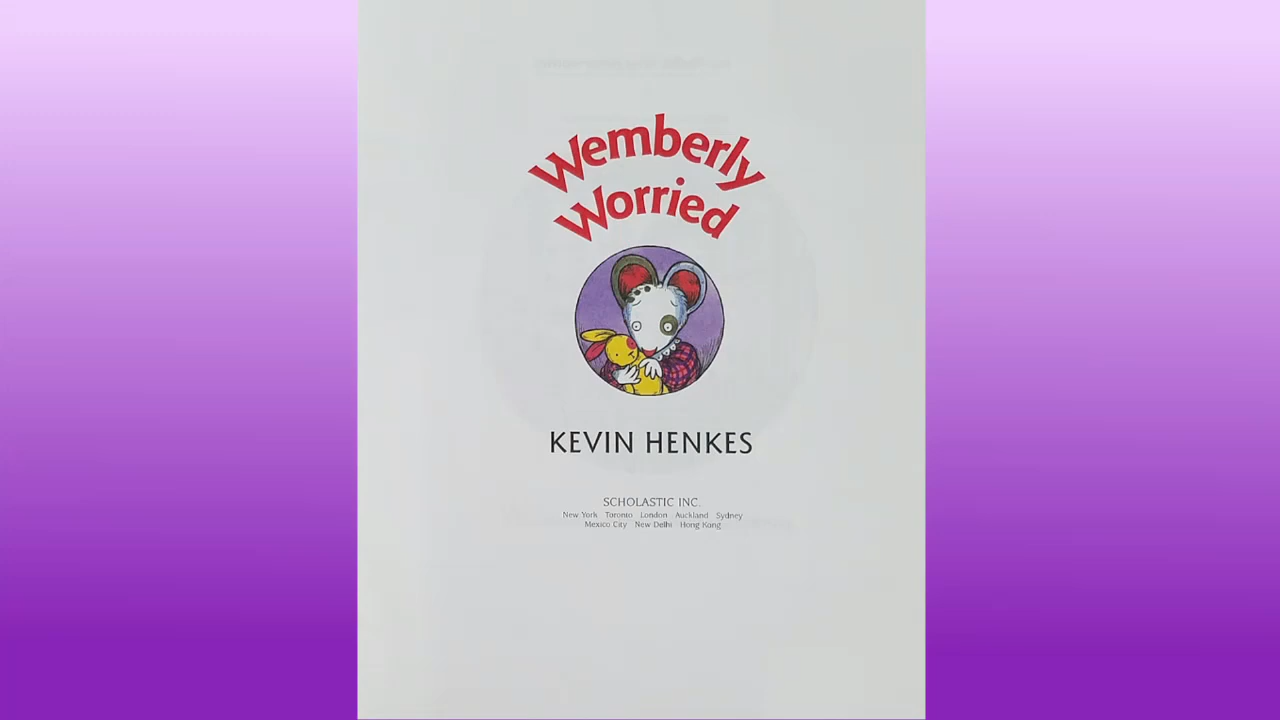 Wemberly
Worried
KEVIN HENKES
SCHOLASTIC INC.
New York Toronto London Auckland Sydney
Mexico City New Delhi Hong Kong